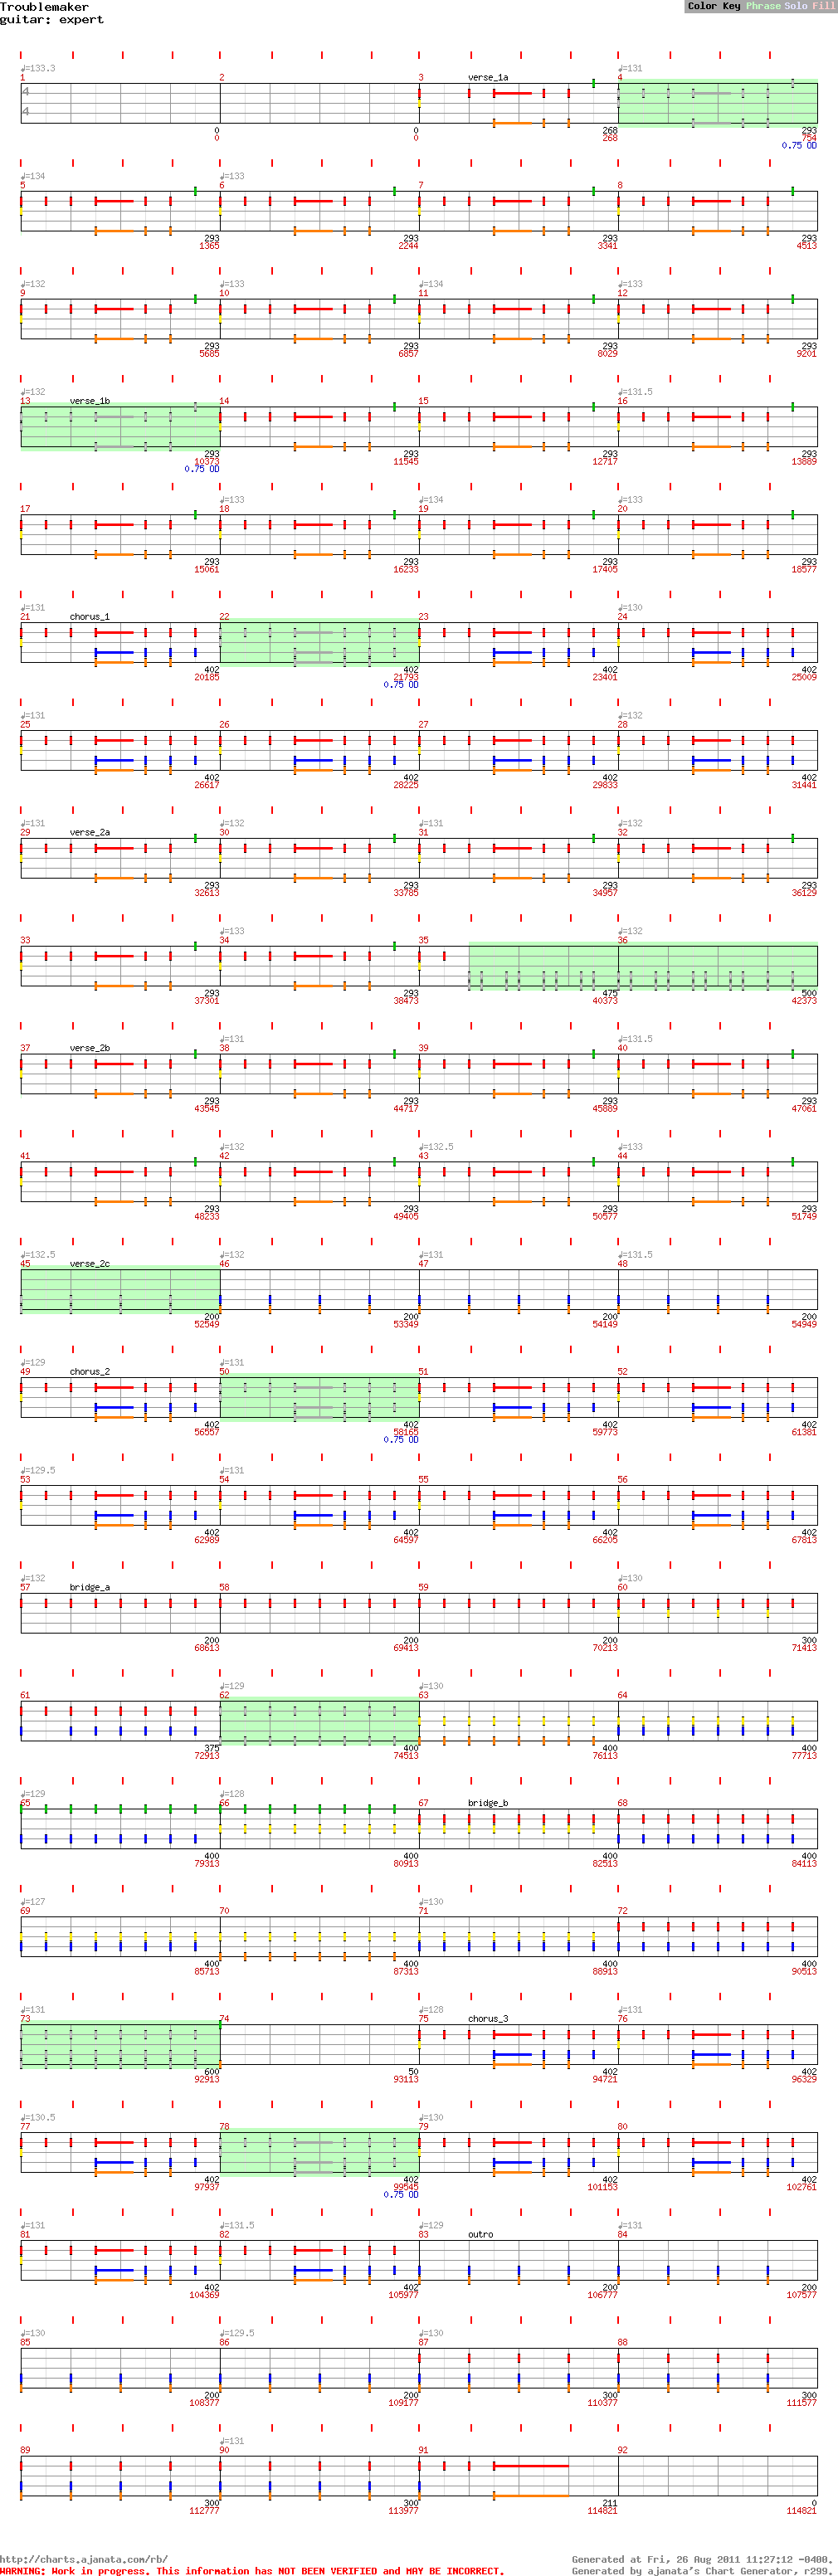 Troublemaker
Color Key Phrase Solo Fill
guitar: expert
♩=133.3 ♩=131
1 2 3 verse_1a 4
4
4
0 0 268 293
0 0 268 754
0.75 OD
♩=134 ♩=133
5 6 7 8
293 293 293 293
1365 2244 3341 4513
♩=132 ♩=133 ♩=134 ♩=133
9 10 11 12
293 293 293 293
5685 6857 8029 9201
♩=132 ♩=131.5
13 verse_1b 14 15 16
293 293 293 293
10373 11545 12717 13889
0.75 OD
♩=133 ♩=134 ♩=133
17 18 19 20
293 293 293 293
15061 16233 17405 18577
♩=131 ♩=130
21 chorus_1 22 23 24
402 402 402 402
20185 21793 23401 25009
0.75 OD
♩=131 ♩=132
25 26 27 28
402 402 402 402
26617 28225 29833 31441
♩=131 ♩=132 ♩=131 ♩=132
29 verse_2a 30 31 32
293 293 293 293
32613 33785 34957 36129
♩=133 ♩=132
33 34 35 36
293 293 475 500
37301 38473 40373 42373
♩=131 ♩=131.5
37 verse_2b 38 39 40
293 293 293 293
43545 44717 45889 47061
♩=132 ♩=132.5 ♩=133
41 42 43 44
293 293 293 293
48233 49405 50577 51749
♩=132.5 ♩=132 ♩=131 ♩=131.5
45 verse_2c 46 47 48
200 200 200 200
52549 53349 54149 54949
♩=129 ♩=131
49 chorus_2 50 51 52
402 402 402 402
56557 58165 59773 61381
0.75 OD
♩=129.5 ♩=131
53 54 55 56
402 402 402 402
62989 64597 66205 67813
♩=132 ♩=130
57 bridge_a 58 59 60
200 200 200 300
68613 69413 70213 71413
♩=129 ♩=130
61 62 63 64
375 400 400 400
72913 74513 76113 77713
♩=129 ♩=128
65 66 67 bridge_b 68
400 400 400 400
79313 80913 82513 84113
♩=127 ♩=130
69 70 71 72
400 400 400 400
85713 87313 88913 90513
♩=131 ♩=128 ♩=131
73 74 75 chorus_3 76
600 50 402 402
92913 93113 94721 96329
♩=130.5 ♩=130
77 78 79 80
402 402 402 402
97937 99545 101153 102761
0.75 OD
♩=131 ♩=131.5 ♩=129 ♩=131
81 82 83 outro 84
402 402 200 200
104369 105977 106777 107577
♩=130 ♩=129.5 ♩=130
85 86 87 88
200 200 300 300
108377 109177 110377 111577
♩=131
89 90 91 92
300 300 211 0
112777 113977 114821 114821
http://charts.ajanata.com/rb/ Generated at Fri, 26 Aug 2011 11:27:12 -0400.
WARNING: Work in progress. This information has NOT BEEN VERIFIED and MAY BE INCORRECT. Generated by ajanata's Chart Generator, r299.